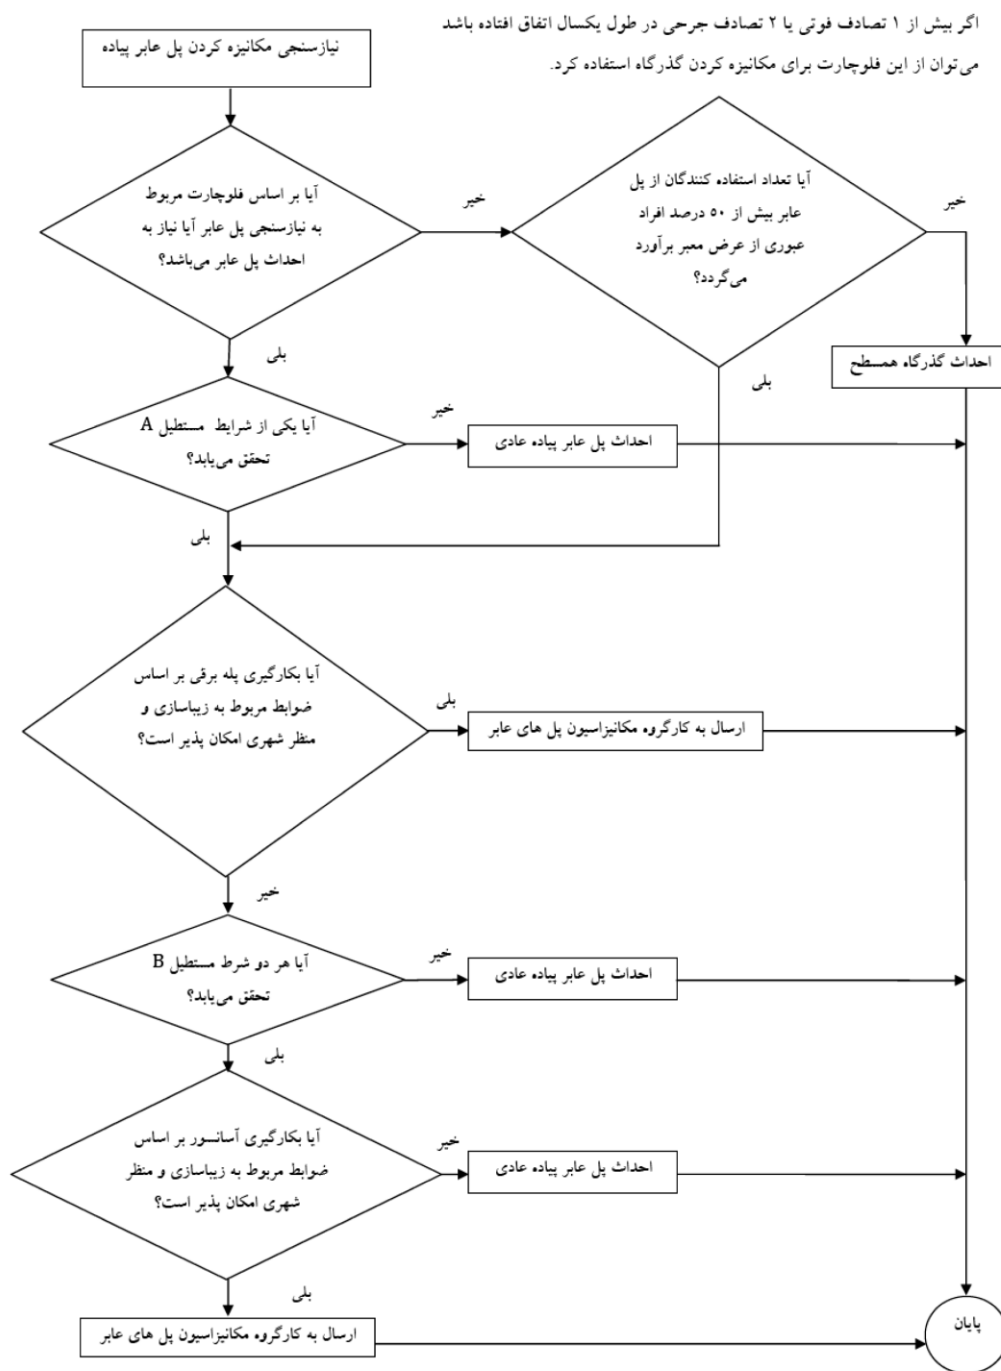 اگر بیش از ۱ تصادف فوتی یا ۲ تصادف جرحی در طول یکسال اتفاق افتاده باشد
می‌توان از این فلوچارت برای مکانیزه کردن گذرگاه استفاده کرد.
نیازسنجی مکانیزه کردن پل عابر پیاده
آیا بر اساس فلوچارت مربوط
به نیازسنجی پل عابر آیا نیاز به
احداث پل عابر می‌باشد؟
خیر
آیا تعداد استفاده کنندگان از پل
عابر بیش از ۵۰ درصد افراد
عبوری از عرض معبر برآورد
می‌گردد؟
خیر
بلی
بلی
احداث گذرگاه همسطح
آیا یکی از شرایط مستطیل A
تحقق می‌یابد؟
خیر
احداث پل عابر پیاده عادی
بلی
آیا بکارگیری پله برقی بر اساس
ضوابط مربوط به زیباسازی و
منظر شهری امکان پذیر است؟
بلی
ارسال به کارگروه مکانیزاسیون پل های عابر
خیر
آیا هر دو شرط مستطیل B
تحقق می‌یابد؟
خیر
احداث پل عابر پیاده عادی
بلی
آیا بکارگیری آسانسور بر اساس
ضوابط مربوط به زیباسازی و منظر
شهری امکان پذیر است؟
خیر
احداث پل عابر پیاده عادی
بلی
ارسال به کارگروه مکانیزاسیون پل های عابر
پایان